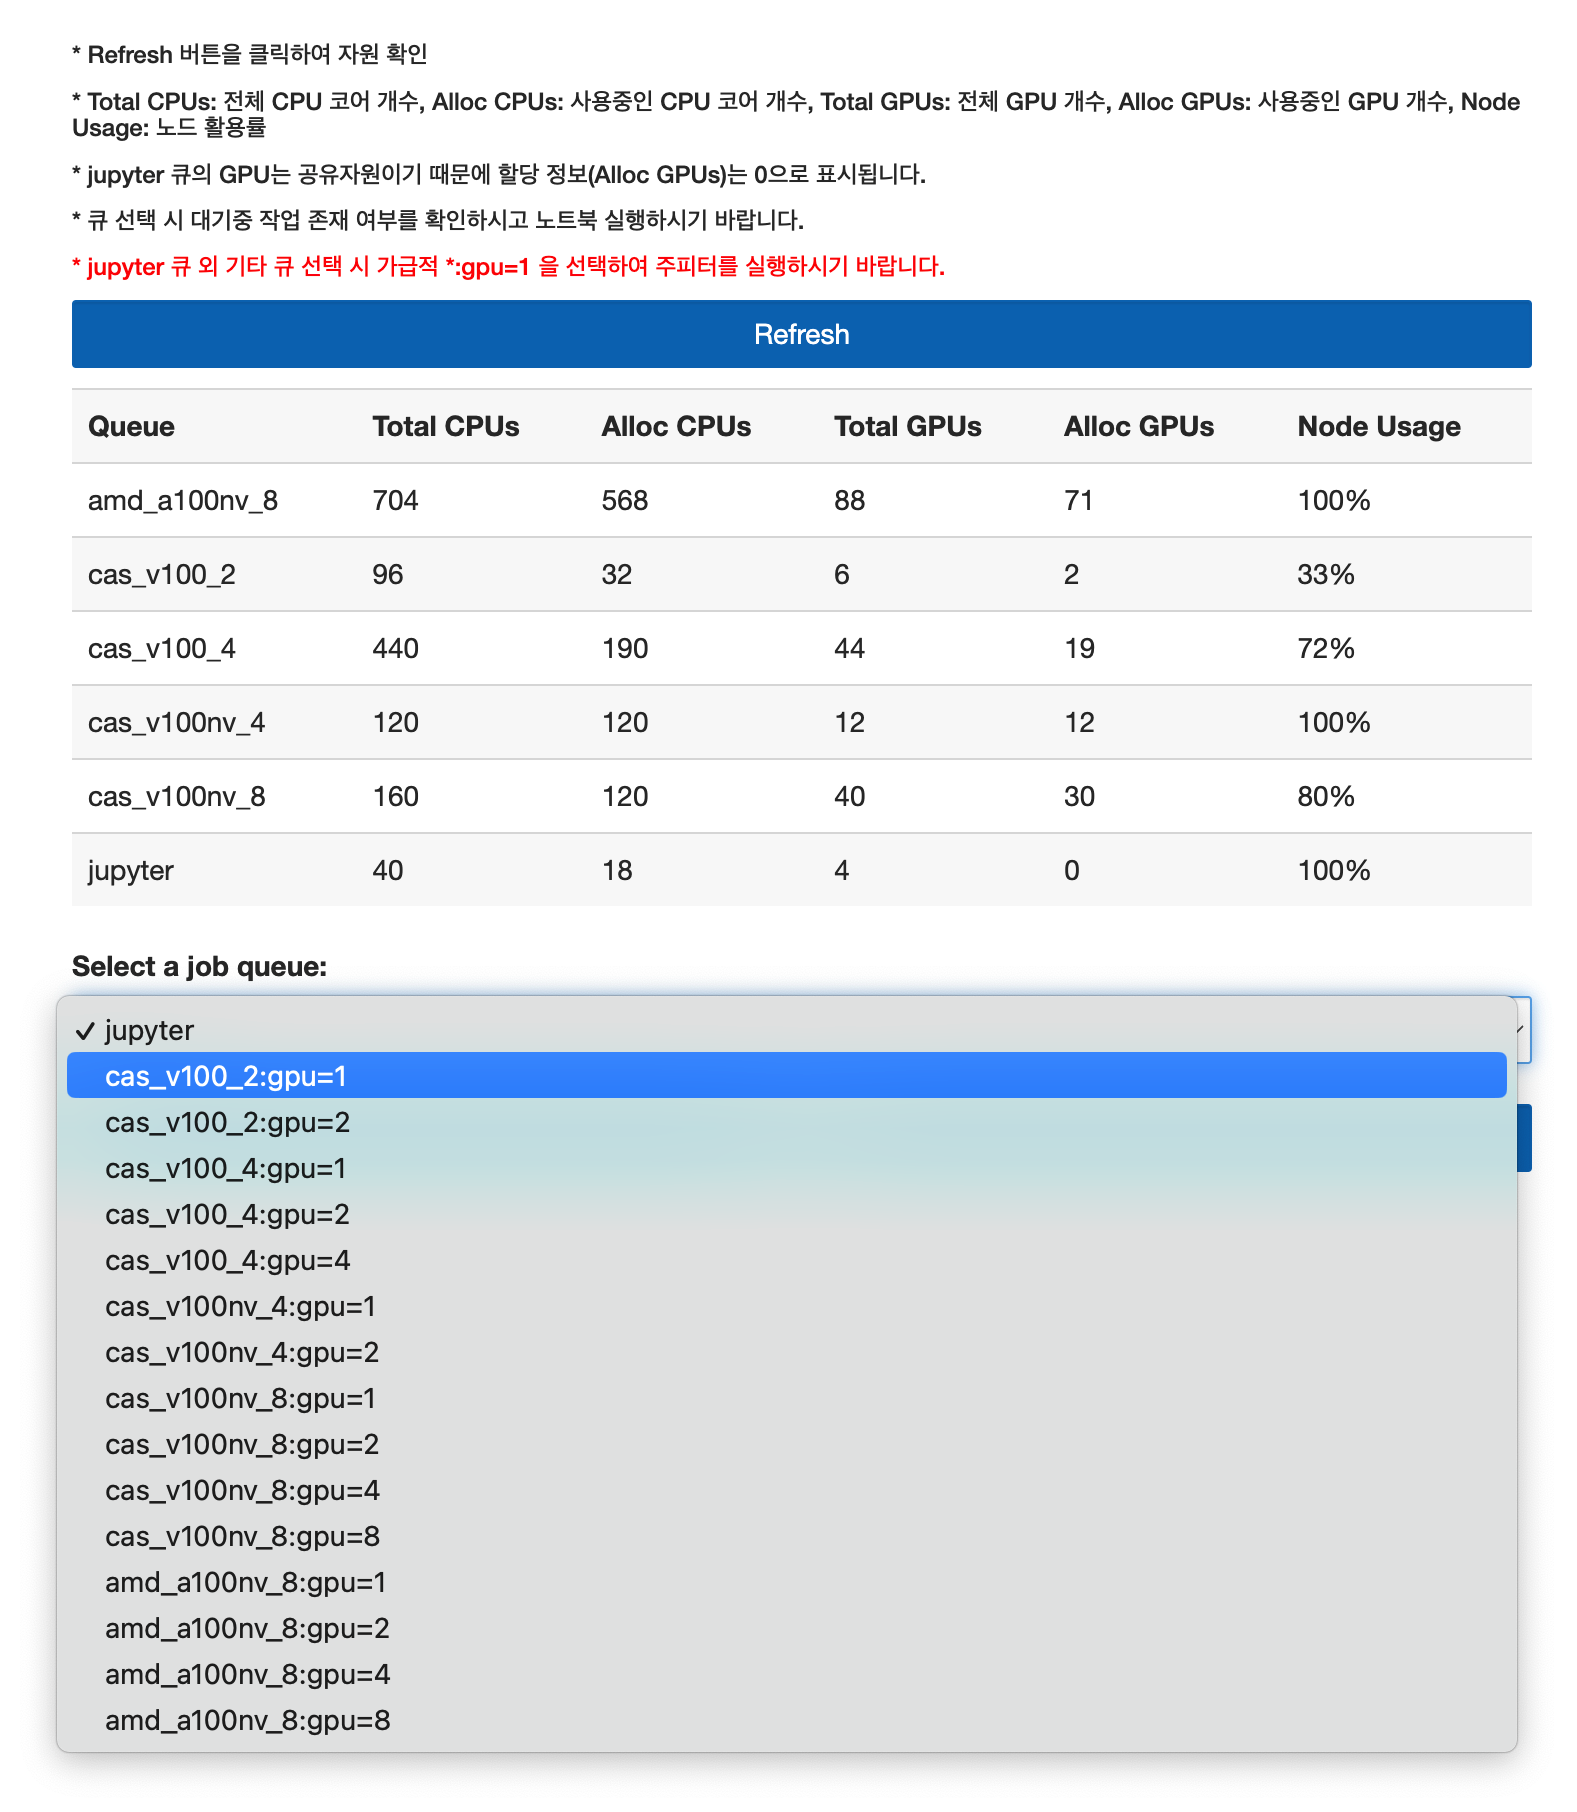 * Refresh 버튼을 클릭하여 자원 확인
* Total CPUs: 전체 CPU 코어 개수, Alloc CPUs: 사용중인 CPU 코어 개수, Total GPUs: 전체 GPU 개수, Alloc GPUs: 사용중인 GPU 개수, Node
Usage: 노드 활용률
* jupyter 큐의 GPU는 공유자원이기 때문에 할당 정보(Alloc GPUs)는 0으로 표시됩니다.
* 큐 선택 시 대기중 작업 존재 여부를 확인하시고 노트북 실행하시기 바랍니다.
* jupyter 큐 외 기타 큐 선택 시 가급적 *:gpu=1 을 선택하여 주피터를 실행하시기 바랍니다.
Refresh
Queue Total CPUs Alloc CPUs Total GPUs Alloc GPUs Node Usage
amd_a100nv_8 704 568 88 71 100%
cas_v100_2 96 32 6 2 33%
cas_v100_4 440 190 44 19 72%
cas_v100nv_4 120 120 12 12 100%
cas_v100nv_8 160 120 40 30 80%
jupyter 40 18 4 0 100%
Select a job queue:
✓ jupyter
cas_v100_2:gpu=1
cas_v100_2:gpu=2
cas_v100_4:gpu=1
cas_v100_4:gpu=2
cas_v100_4:gpu=4
cas_v100nv_4:gpu=1
cas_v100nv_4:gpu=2
cas_v100nv_8:gpu=1
cas_v100nv_8:gpu=2
cas_v100nv_8:gpu=4
cas_v100nv_8:gpu=8
amd_a100nv_8:gpu=1
amd_a100nv_8:gpu=2
amd_a100nv_8:gpu=4
amd_a100nv_8:gpu=8